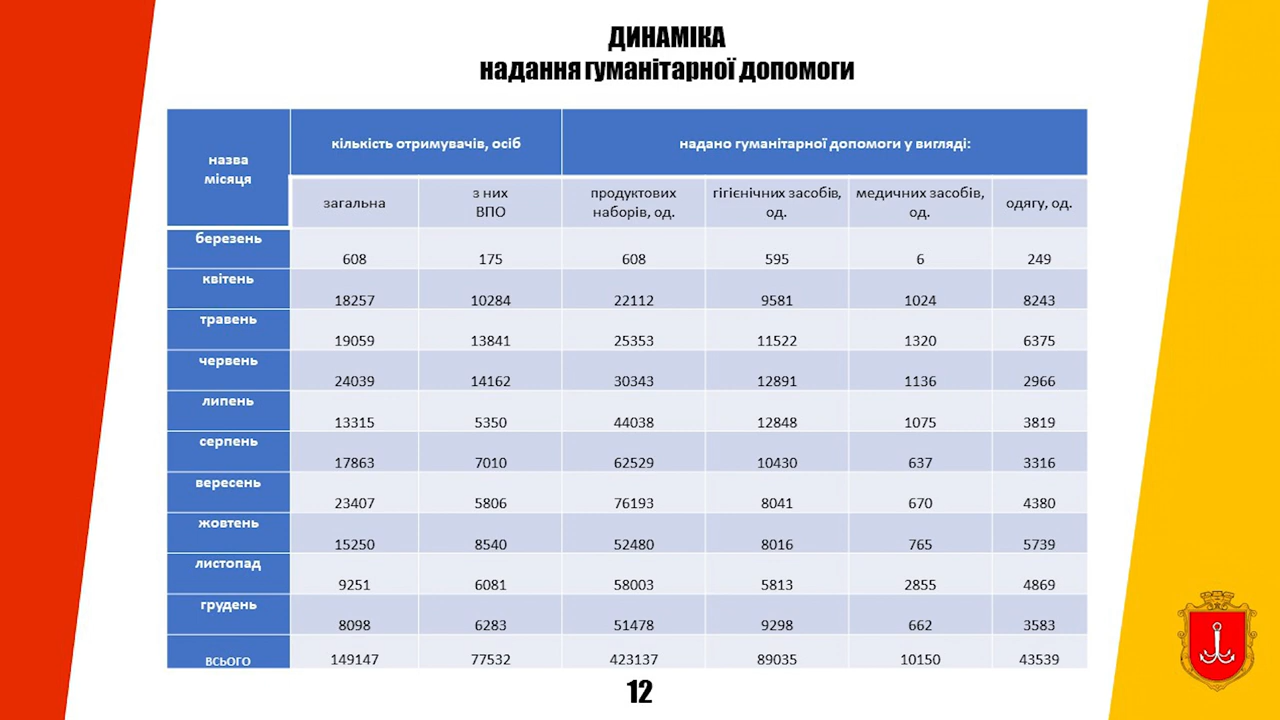 ДИНАМІКА
надання гуманітарної допомоги
назва
місяця
кількість отримувачів, осіб
надано гуманітарної допомоги у вигляді:
загальна
з них
ВПО
продуктових
наборів, од.
гігієнічних засобів,
од.
медичних засобів,
од.
одягу, од.
березень
608 175 608 595 6 249
квітень
18257 10284 22112 9581 1024 8243
травень
19059 13841 25353 11522 1320 6375
червень
24039 14162 30343 12891 1136 2966
липень
13315 5350 44038 12848 1075 3819
серпень
17863 7010 62529 10430 637 3316
вересень
23407 5806 76193 8041 670 4380
жовтень
15250 8540 52480 8016 765 5739
листопад
9251 6081 58003 5813 2855 4869
грудень
8098 6283 51478 9298 662 3583
ВСЬОГО 149147 77532 423137 89035 10150 43539
12